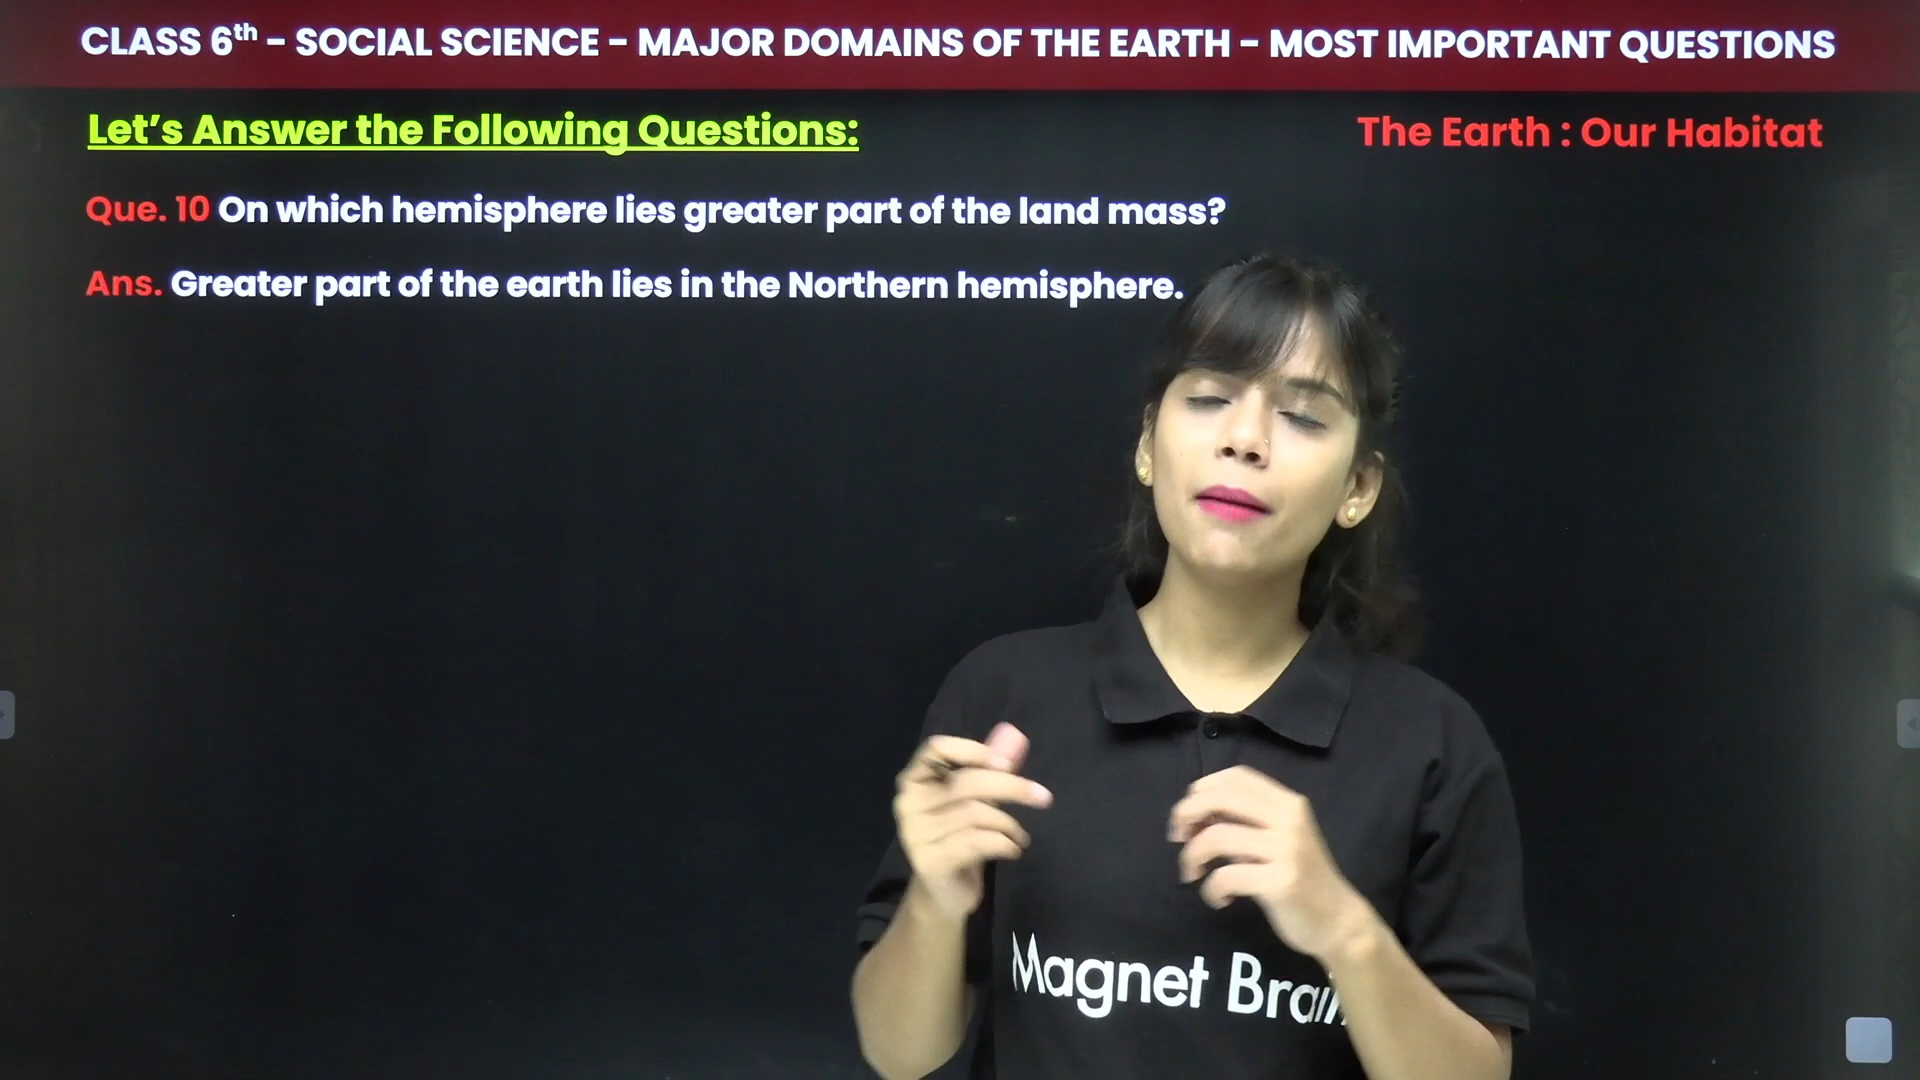 CLASS 6th - SOCIAL SCIENCE - MAJOR DOMAINS OF THE EARTH - MOST IMPORTANT QUESTIONS
Let's Answer the Following Questions:
The Earth : Our Habitat
Que. 10 On which hemisphere lies greater part of the land mass?
Ans. Greater part of the earth lies in the Northern hemisphere.
Magnet Brain